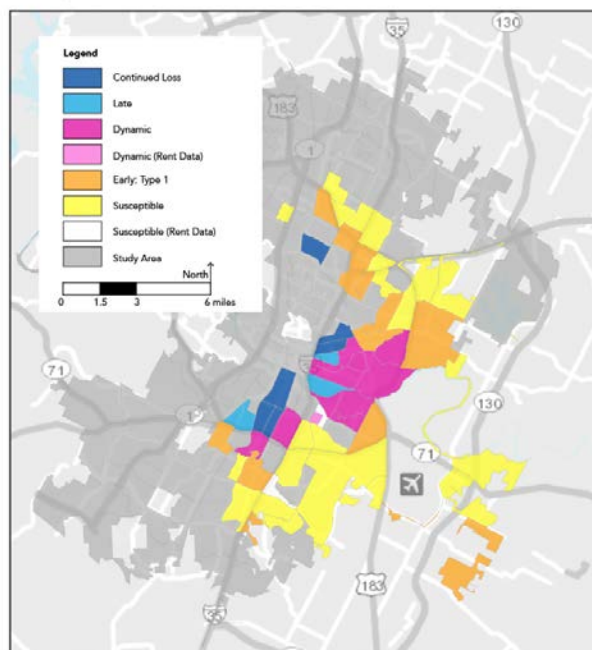 130
35
Legend
Continued Loss
Late
183
Dynamic
1
Dynamic (Rent Data)
Early: Type 1
Susceptible
Susceptible (Rent Data)
Study Area
North
0 1.5 3 6 miles
71
1
130
71
183
35